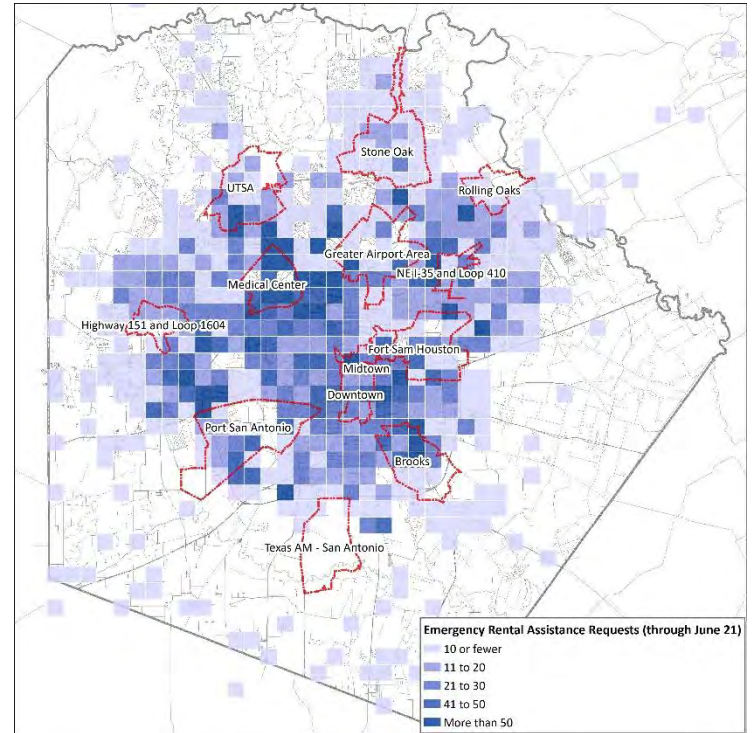 Stone Oak
UTSA
Rolling Oaks
Greater Airport Area
NE I-35 and Loop 410
Medical Center
Highway 151 and Loop 1604
Fort Sam Houston
Midtown
Downtown
Port San Antonio
Brooks
Texas AM - San Antonio
Emergency Rental Assistance Requests (through June 21)
10 or fewer
11 to 20
21 to 30
41 to 50
More than 50